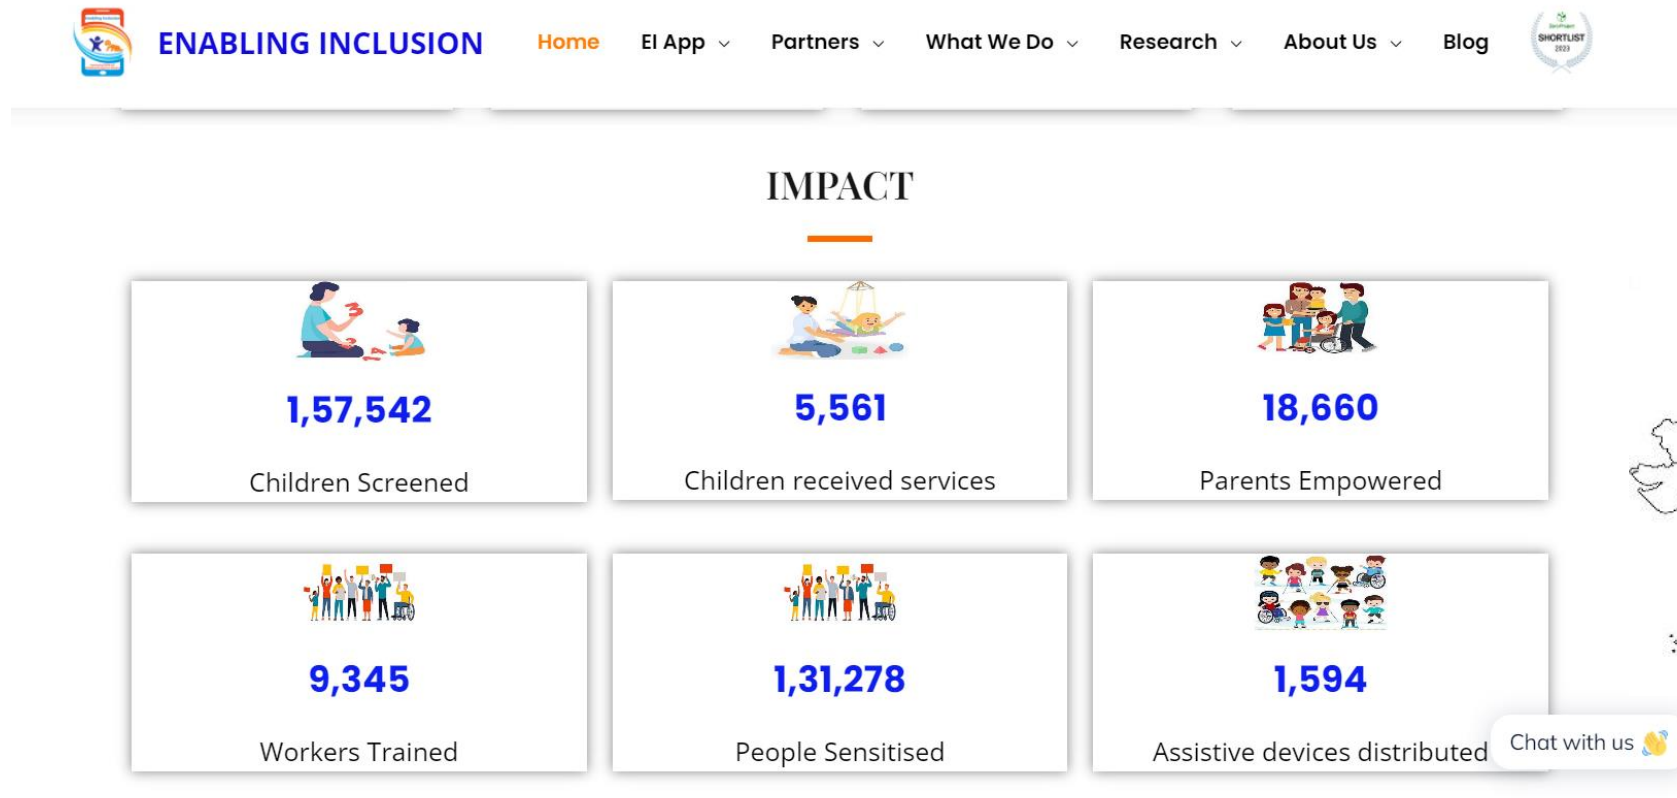 ENABLING INCLUSION
Home
EI App
Partners
What We Do
Research
About Us
Blog
SHORTLIST
2023
IMPACT
1,57,542
Children Screened
5,561
Children received services
18,660
Parents Empowered
9,345
Workers Trained
1,31,278
People Sensitised
1,594
Assistive devices distributed
Chat with us 👋